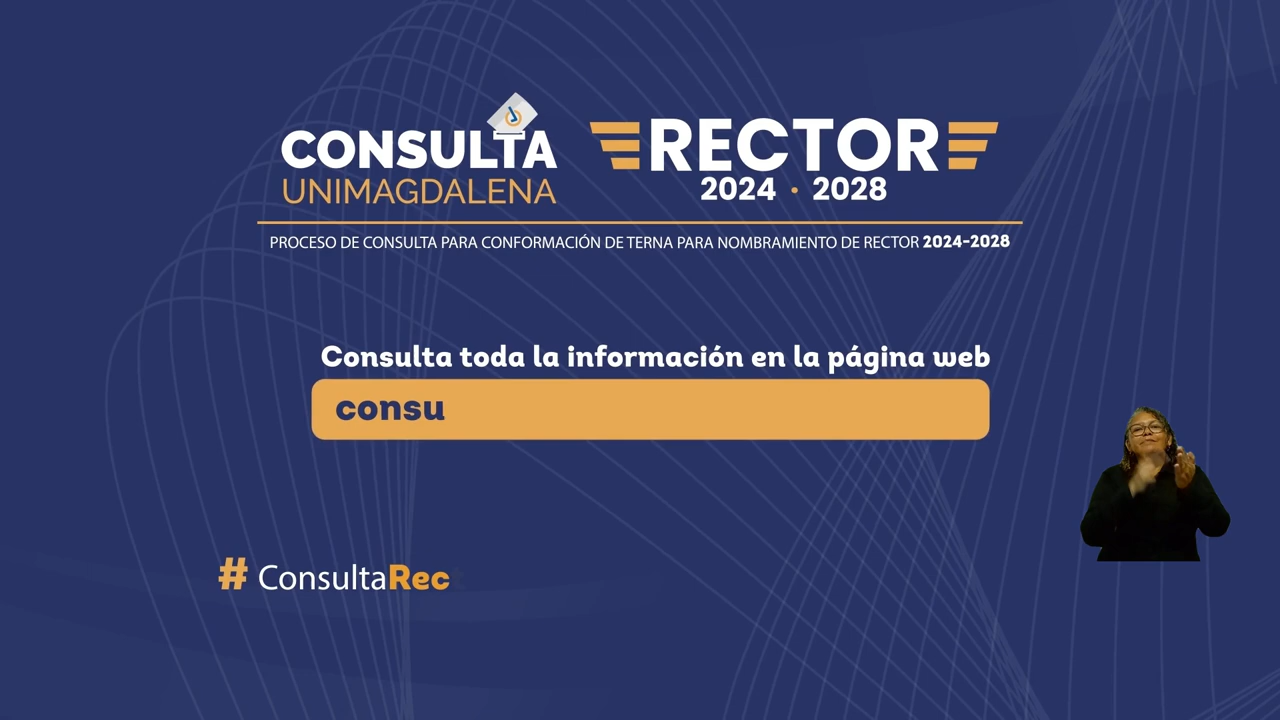 CONSULTA
UNIMAGDALENA
RECTOR
2024 • 2028
PROCESO DE CONSULTA PARA CONFORMACIÓN DE TERNA PARA NOMBRAMIENTO DE RECTOR 2024-2028
Consulta toda la información en la página web
consu
# ConsultaRec